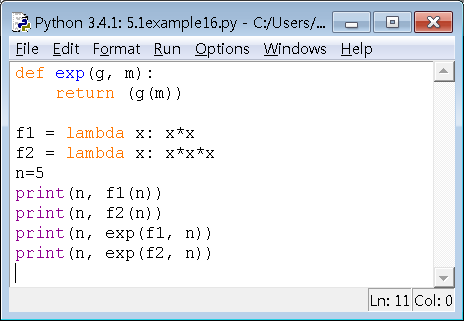 Python 3.4.1: 5.1example16.py - C:/Users/...
File Edit Format Run Options Windows Help
def exp(g, m):
    return (g(m))
f1 = lambda x: x*x
f2 = lambda x: x*x*x
n=5
print(n, f1(n))
print(n, f2(n))
print(n, exp(f1, n))
print(n, exp(f2, n))
Ln: 11 Col: 0